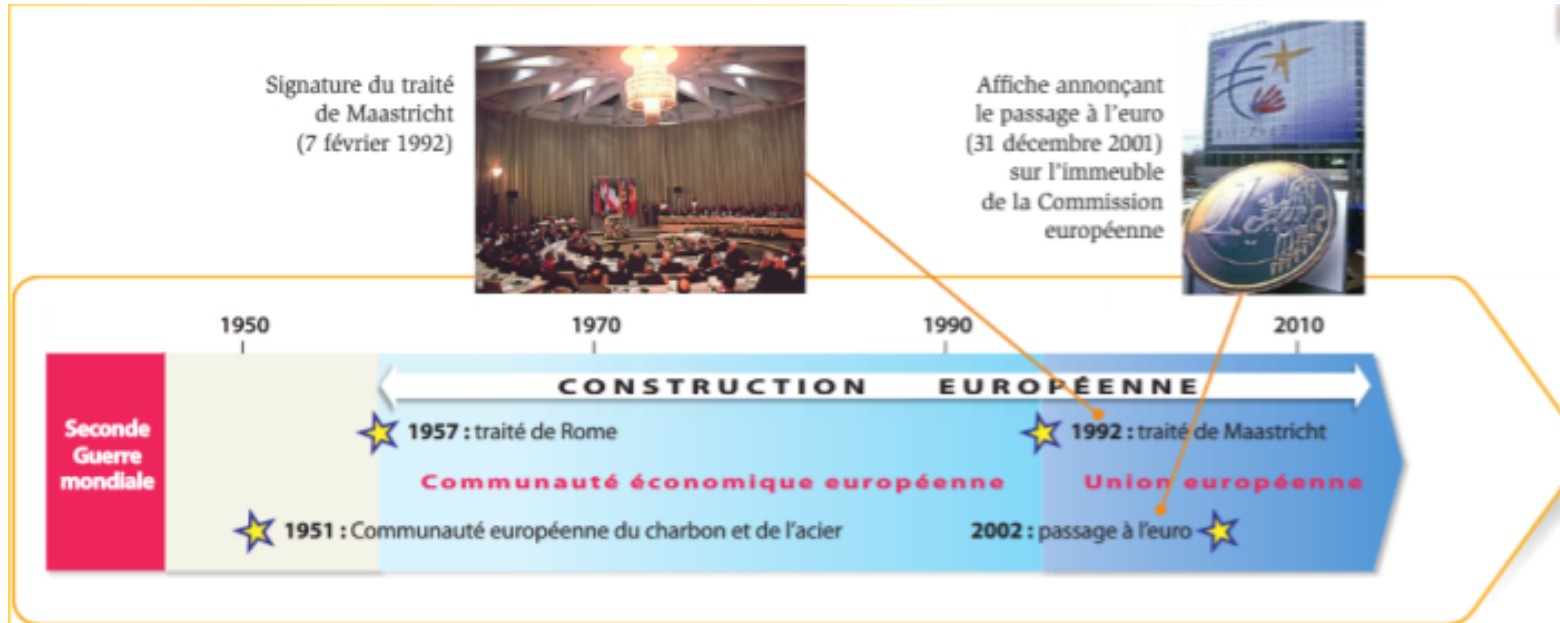 Signature du traité
de Maastricht
(7 février 1992)
Affiche annonçant
le passage à l'euro
(31 décembre 2001)
sur l'immeuble
de la Commission
européenne
1950
1970
1990
2010
CONSTRUCTION EUROPÉENNE
Seconde
Guerre
mondiale
1957 : traité de Rome
1992 : traité de Maastricht
Communauté économique européenne
Union européenne
1951 : Communauté européenne du charbon et de l'acier
2002 : passage à l'euro